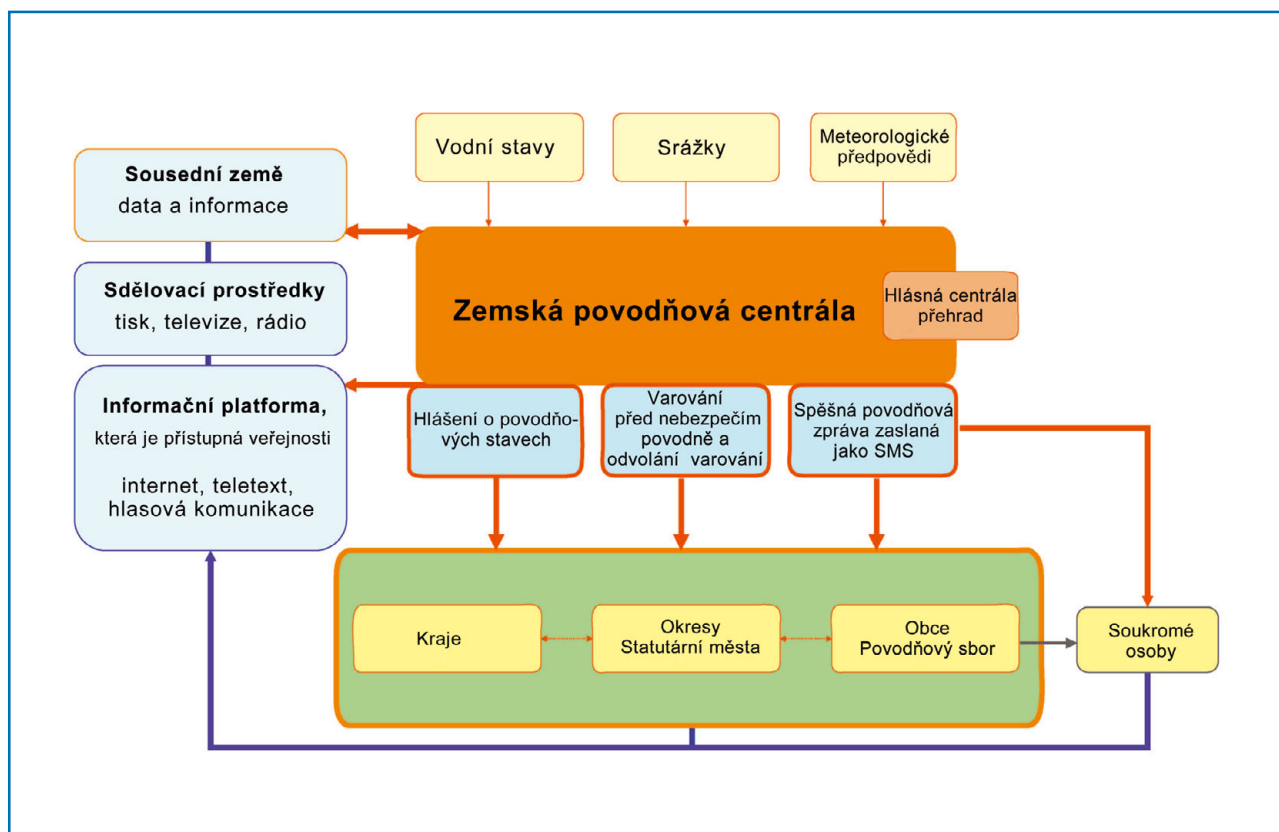 Vodní stavy
Srážky
Meteorologické
předpovědi
Sousední země
data a informace
Sdělovací prostředky
tisk, televize, rádio
Zemská povodňová centrála
Hlásná centrála
přehrad
Informační platforma,
která je přístupná veřejnosti
internet, teletext,
hlasová komunikace
Hlášení o povodňo-
vých stavech
Varování
před nebezpečím
povodně a
odvolání varování
Spěšná povodňová
zpráva zaslaná
jako SMS
Kraje
Okresy
Statutární města
Obce
Povodňový sbor
Soukromé
osoby